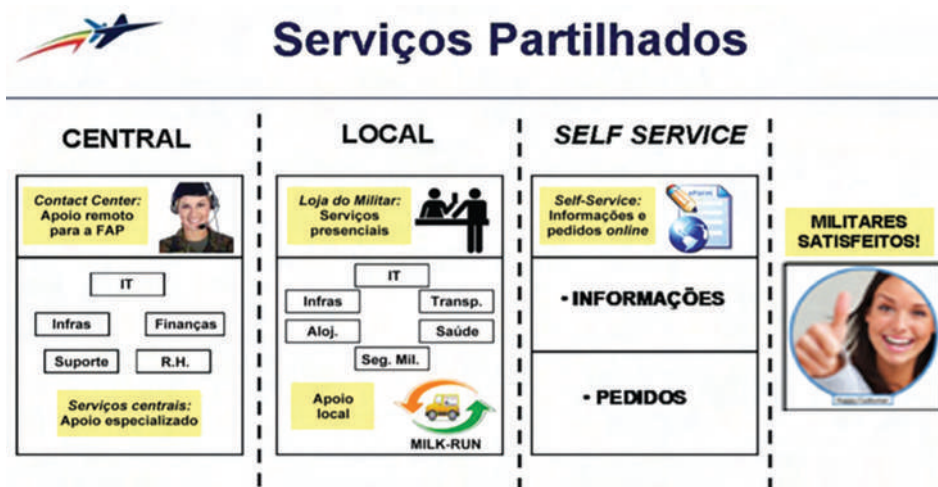 Serviços Partilhados
CENTRAL
Contact Center:
Apoio remoto
para a FAP
IT
Infras
Finanças
Suporte
R.H.
Serviços centrais:
Apoio especializado
LOCAL
Loja do Militar:
Serviços
presenciais
IT
Infras
Transp.
Aloj.
Saúde
Seg. Mil.
Apoio
local
MILK-RUN
SELF SERVICE
Self-Service:
Informações e
pedidos online
- INFORMAÇÕES
- PEDIDOS
MILITARES
SATISFEITOS!